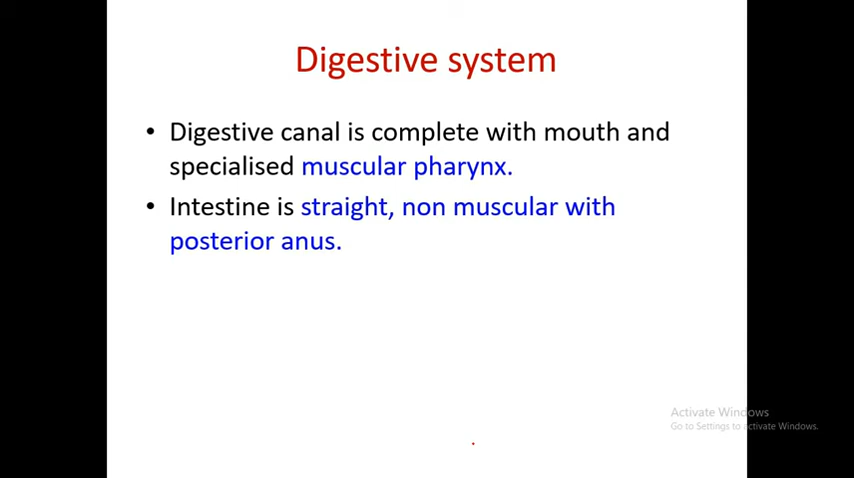 Digestive system
• Digestive canal is complete with mouth and
specialised muscular pharynx.
• Intestine is straight, non muscular with
posterior anus.
Activate Windows
Go to Settings to activate Windows.